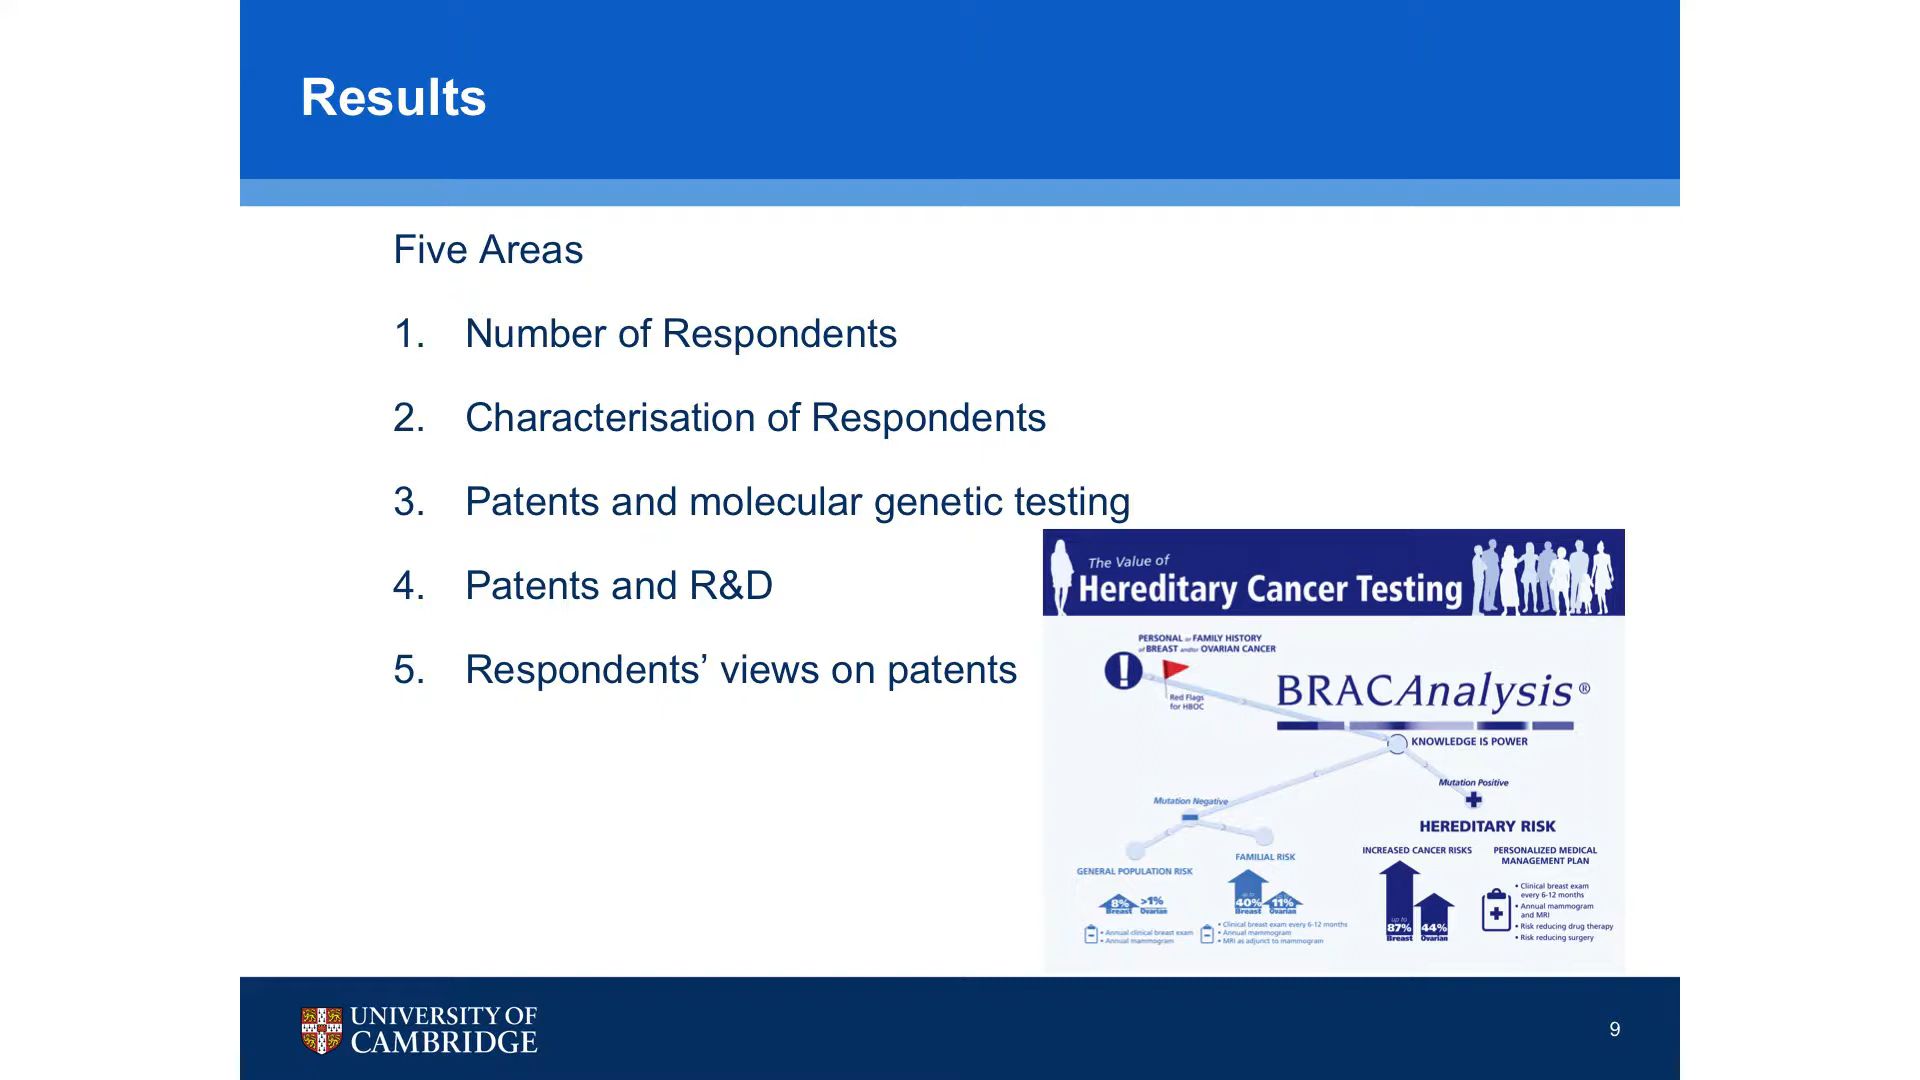 Results
Five Areas
1. Number of Respondents
2. Characterisation of Respondents
3. Patents and molecular genetic testing
4. Patents and R&D
5. Respondents’ views on patents
The Value of
Hereditary Cancer Testing
PERSONAL or FAMILY HISTORY
of BREAST and/or OVARIAN CANCER
Red Flags
for HBOC
BRACAnalysis®
KNOWLEDGE IS POWER
Mutation Positive
Mutation Negative
HEREDITARY RISK
INCREASED CANCER RISKS
PERSONALIZED MEDICAL
MANAGEMENT PLAN
up to
87% 44%
Breast Ovarian
• Clinical breast exam
every 6-12 months
• Annual mammogram
and MRI
• Risk reducing drug therapy
• Risk reducing surgery
FAMILIAL RISK
up to
40% 11%
Breast Ovarian
• Clinical breast exam every 6-12 months
• Annual mammogram
• MRI as adjunct to mammogram
GENERAL POPULATION RISK
8% >1%
Breast Ovarian
• Annual clinical breast exam
• Annual mammogram
UNIVERSITY OF
CAMBRIDGE
9